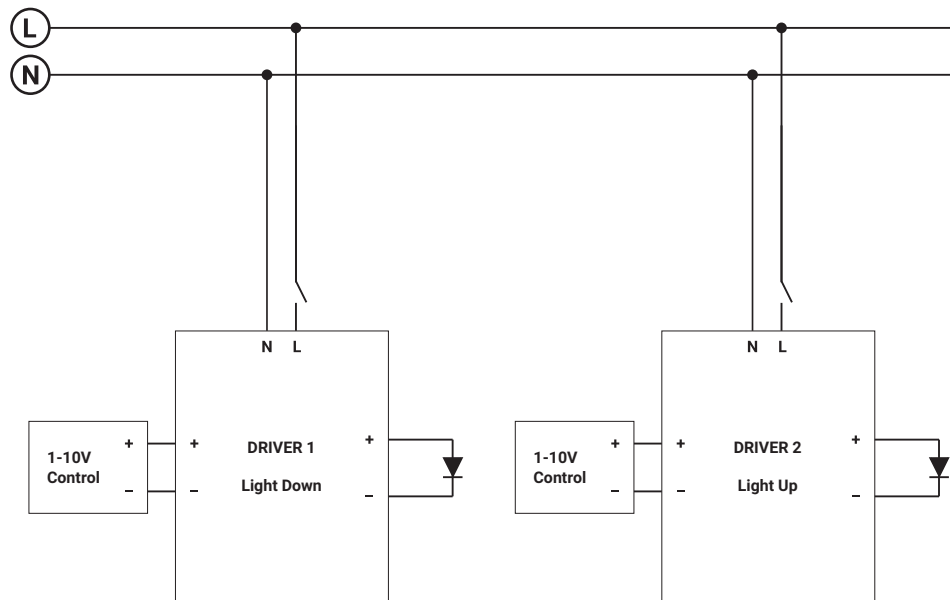 L
N
N L
N L
+ +
DRIVER 1
+
1-10V
Control
Light Down
− −
−
+ +
DRIVER 2
+
1-10V
Control
Light Up
− −
−